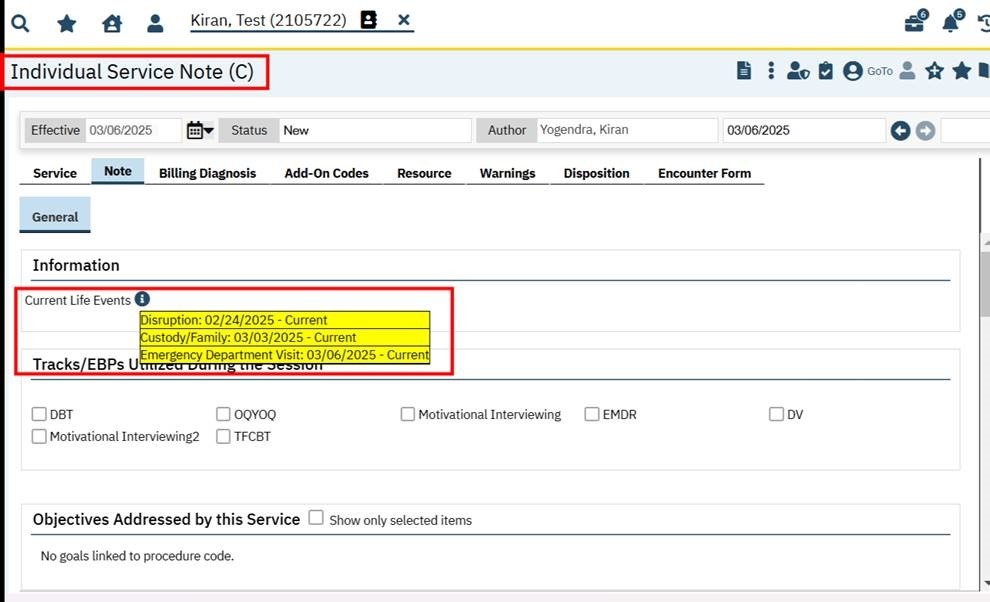 Kiran, Test (2105722)
6
5
Individual Service Note (C)
GoTo
Effective 03/06/2025 Status New Author Yogendra, Kiran 03/06/2025
Service Note Billing Diagnosis Add-On Codes Resource Warnings Disposition Encounter Form
General
Information
Current Life Events
Disruption: 02/24/2025 - Current
Custody/Family: 03/03/2025 - Current
Emergency Department Visit: 03/06/2025 - Current
Tracks/EBPs Utilized During the Session
DBT OQYOQ Motivational Interviewing EMDR DV
Motivational Interviewing2 TFCBT
Objectives Addressed by this Service Show only selected items
No goals linked to procedure code.